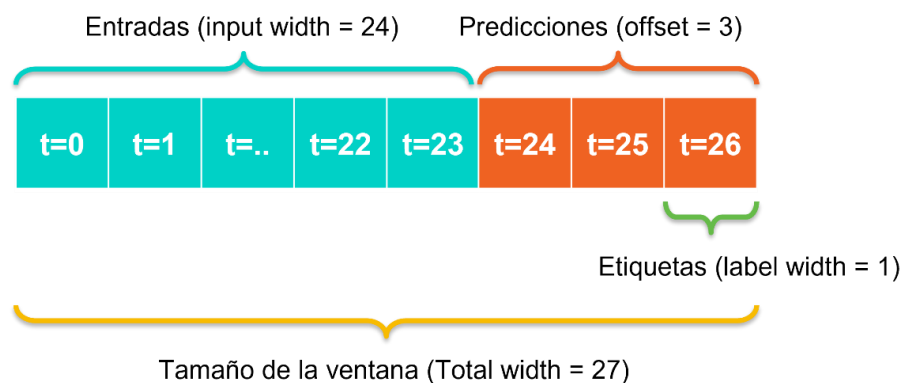 Entradas (input width = 24) Predicciones (offset = 3)
t=0 t=1 t=.. t=22 t=23 t=24 t=25 t=26
Etiquetas (label width = 1)
Tamaño de la ventana (Total width = 27)